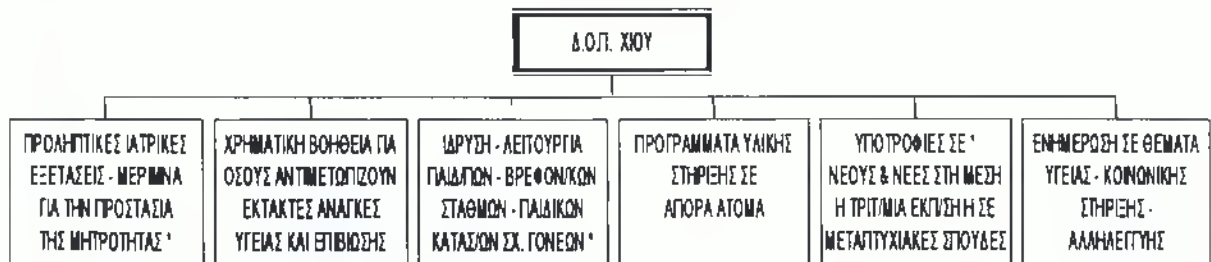 Δ.Ο.Π. ΧΙΟΥ
ΠΡΟΛΗΠΤΙΚΕΣ ΙΑΤΡΙΚΕΣ
ΕΞΕΤΑΣΕΙΣ - ΜΕΡΙΜΝΑ
ΓΙΑ ΤΗΝ ΠΡΟΣΤΑΣΙΑ
ΤΗΣ ΜΗΤΡΟΤΗΤΑΣ *
ΧΡΗΜΑΤΙΚΗ ΒΟΗΘΕΙΑ ΓΙΑ
ΟΣΟΥΣ ΑΝΤΙΜΕΤΩΠΙΖΟΥΝ
ΕΚΤΑΚΤΕΣ ΑΝΑΓΚΕΣ
ΥΓΕΙΑΣ ΚΑΙ ΕΠΙΒΙΩΣΗΣ
ΙΔΡΥΣΗ - ΛΕΙΤΟΥΡΓΙΑ
ΠΑΙΔ/ΠΩΝ - ΒΡΕΦΟΝ/ΚΩΝ
ΣΤΑΘΜΩΝ - ΠΑΙΔΙΚΩΝ
ΚΑΤΑΣ/ΩΝ ΣΧ. ΓΟΝΕΩΝ *
ΠΡΟΓΡΑΜΜΑΤΑ ΥΛΙΚΗΣ
ΣΤΗΡΙΞΗΣ ΣΕ
ΑΠΟΡΑ ΑΤΟΜΑ
ΥΠΟΤΡΟΦΙΕΣ ΣΕ *
ΝΕΟΥΣ & ΝΕΕΣ ΣΤΗ ΜΕΣΗ
Η ΤΡΙΤ/ΜΙΑ ΕΚΠ/ΣΗ Η ΣΕ
ΜΕΤΑΠΤΥΧΙΑΚΕΣ ΣΠΟΥΔΕΣ
ΕΝΗΜΕΡΩΣΗ ΣΕ ΘΕΜΑΤΑ
ΥΓΕΙΑΣ - ΚΟΙΝΩΝΙΚΗΣ
ΣΤΗΡΙΞΗΣ -
ΑΛΛΗΛΕΓΓΥΗΣ